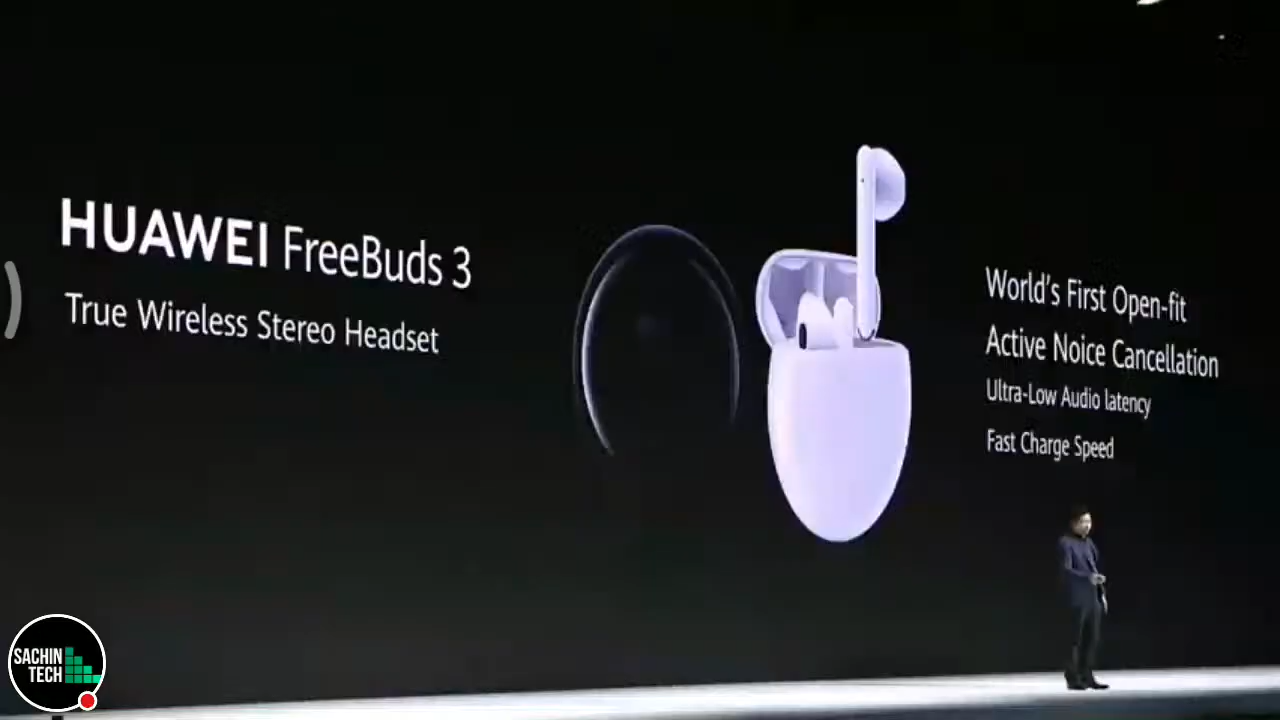 HUAWEI FreeBuds 3
True Wireless Stereo Headset
World's First Open-fit
Active Noice Cancellation
Ultra-Low Audio latency
Fast Charge Speed
SACHIN
TECH